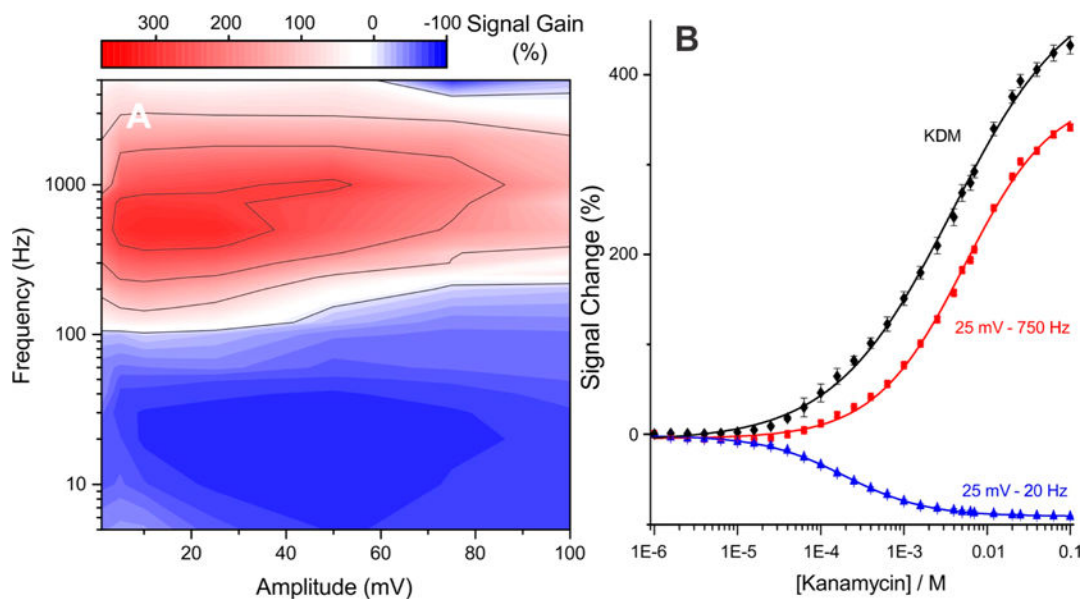 300 200 100 0 -100 Signal Gain
(%)
A
1000
100
10
Frequency (Hz)
20 40 60 80 100
Amplitude (mV)
B
400
200
0
Signal Change (%)
KDM
25 mV - 750 Hz
25 mV - 20 Hz
1E-6 1E-5 1E-4 1E-3 0.01 0.1
[Kanamycin] / M